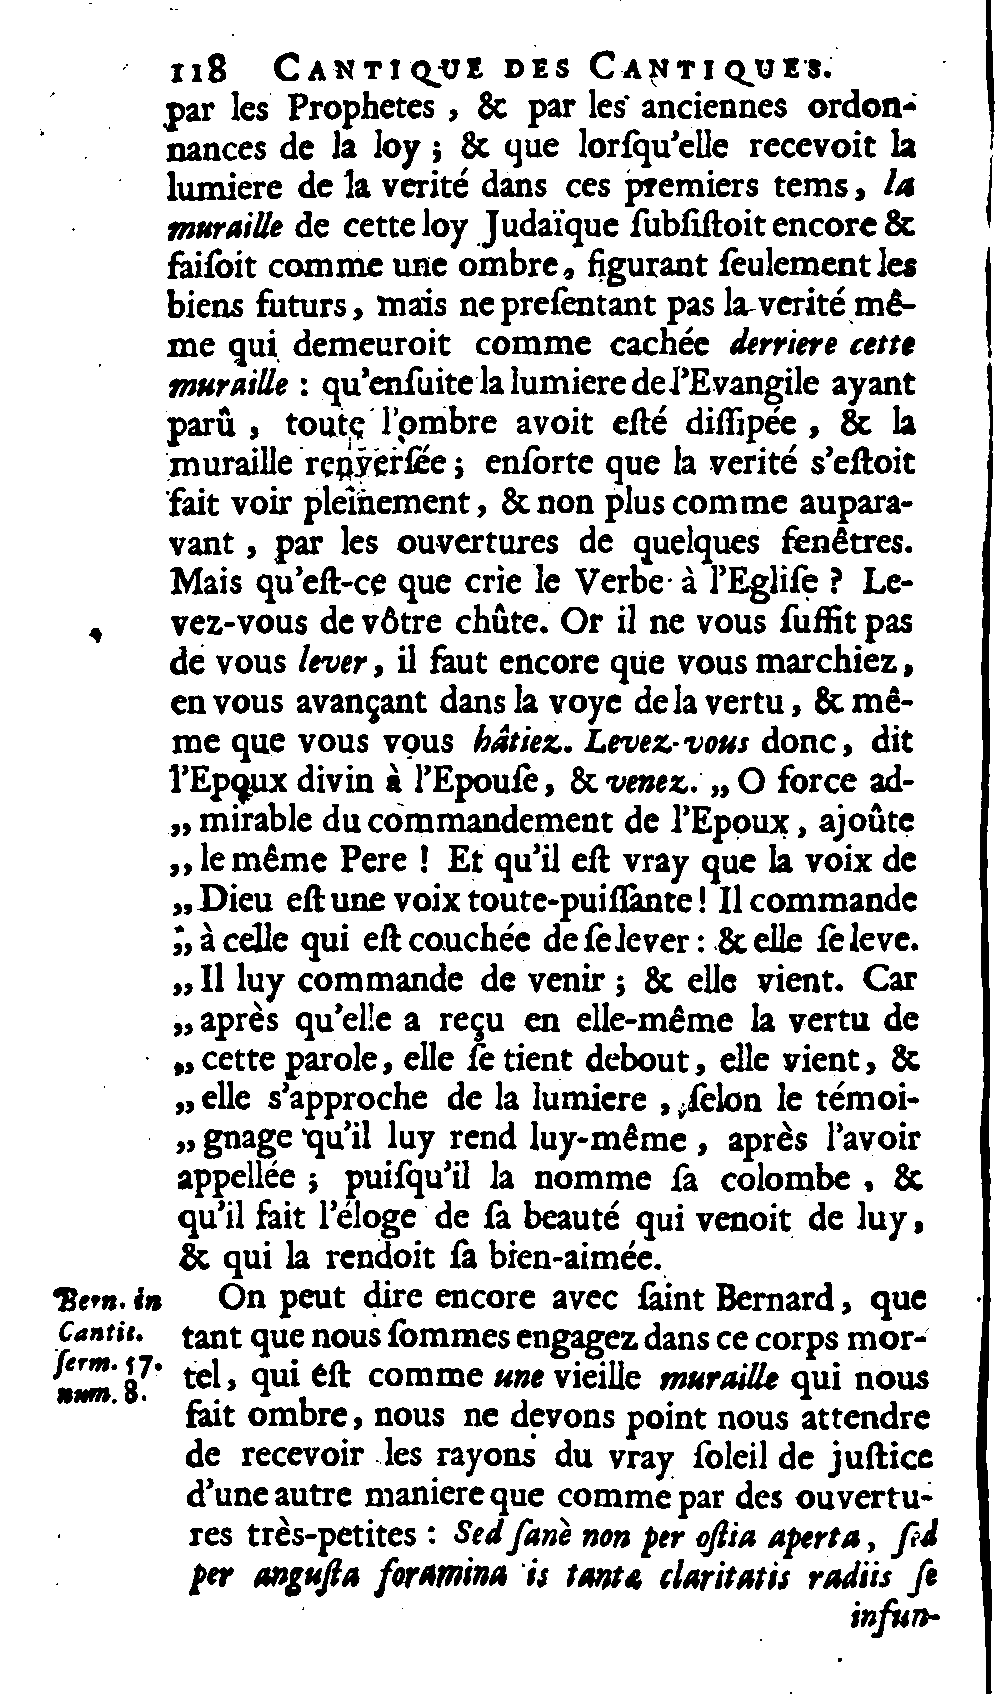 118 CANTIQUE DES CANTIQUES.
par les Prophetes, & par les anciennes ordon-
nances de la loy ; & que lorſqu'elle recevoit la
lumiere de la verité dans ces premiers tems, la
muraille de cette loy Judaïque ſubſiſtoit encore &
faiſoit comme une ombre, figurant ſeulement les
biens futurs, mais ne preſentant pas la verité mê-
me qui demeuroit comme cachée derriere cette
muraille : qu'enſuite la lumiere de l'Evangile ayant
parû, toute l'ombre avoit eſté diſſipée, & la
muraille renverſée ; enſorte que la verité s'eſtoit
fait voir pleinement, & non plus comme aupara-
vant, par les ouvertures de quelques fenêtres.
Mais qu'eſt-ce que crie le Verbe à l'Egliſe ? Le-
vez-vous de vôtre chûte. Or il ne vous ſuffit pas
de vous lever, il faut encore que vous marchiez,
en vous avançant dans la voye de la vertu, & mê-
me que vous vous hâtiez. Levez-vous donc, dit
l'Epoux divin à l'Epouſe, & venez. „ O force ad-
„ mirable du commandement de l'Epoux, ajoûte
„ le même Pere ! Et qu'il eſt vray que la voix de
„ Dieu eſt une voix toute-puiſſante ! Il commande
„ à celle qui eſt couchée de ſe lever : & elle ſe leve.
„ Il luy commande de venir ; & elle vient. Car
„ après qu'elle a reçu en elle-même la vertu de
„ cette parole, elle ſe tient debout, elle vient, &
„ elle s'approche de la lumiere, ſelon le témoi-
„ gnage qu'il luy rend luy-même, après l'avoir
appellée ; puiſqu'il la nomme ſa colombe, &
qu'il fait l'éloge de ſa beauté qui venoit de luy,
& qui la rendoit ſa bien-aimée.
Bern. in
Cantic.
ſerm. 57.
num. 8.
On peut dire encore avec ſaint Bernard, que
tant que nous ſommes engagez dans ce corps mor-
tel, qui eſt comme une vieille muraille qui nous
fait ombre, nous ne devons point nous attendre
de recevoir les rayons du vray ſoleil de juſtice
d'une autre maniere que comme par des ouvertu-
res très-petites : Sed ſanè non per oſtia aperta, ſed
per anguſta foramina is tantæ claritatis radiis ſe
infun-